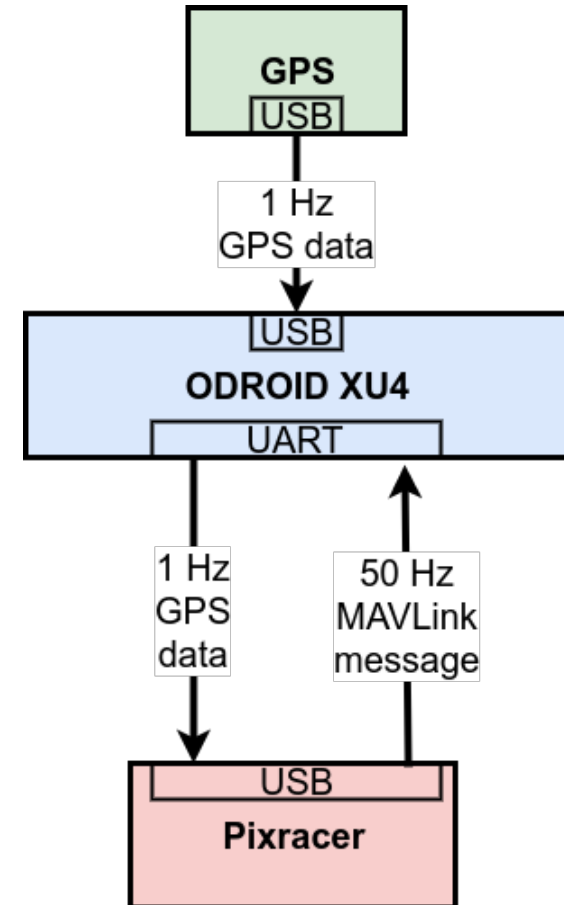 GPS
USB
1 Hz
GPS data
USB
ODROID XU4
UART
1 Hz
GPS
data
50 Hz
MAVLink
message
USB
Pixracer